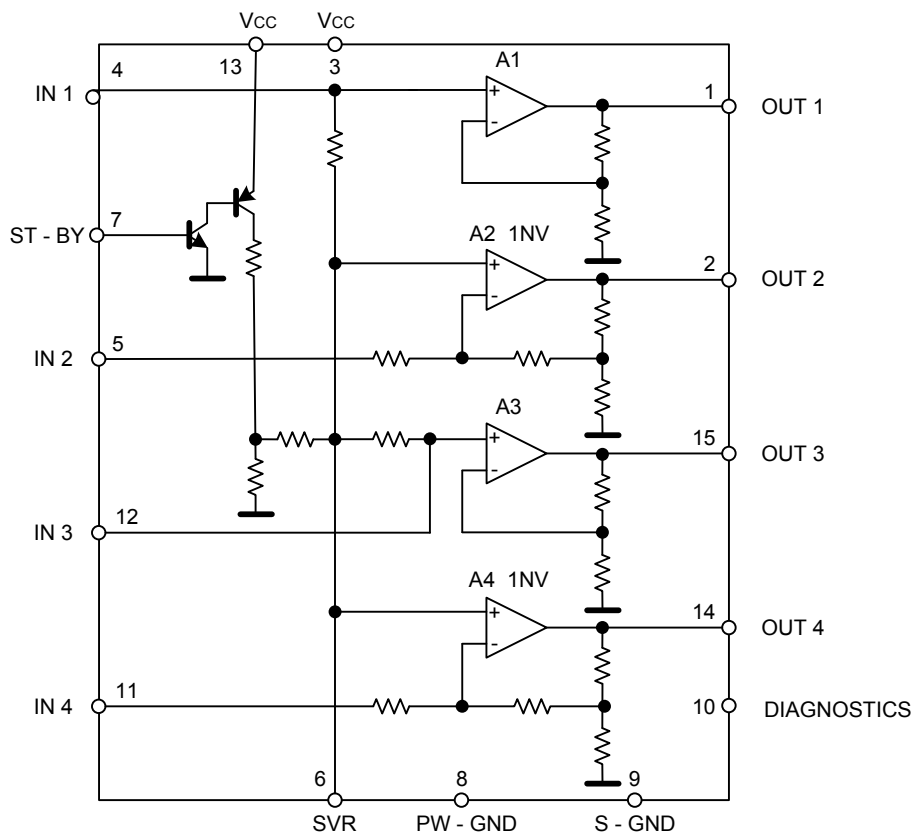 VCC VCC
13 3
4 A1
IN 1 + 1 OUT 1
-
7
ST - BY A2 1NV
+ 2 OUT 2
-
5
IN 2
A3
+ 15 OUT 3
-
12
IN 3
A4 1NV
+ 14 OUT 4
-
11
IN 4 10 DIAGNOSTICS
6 8 9
SVR PW - GND S - GND